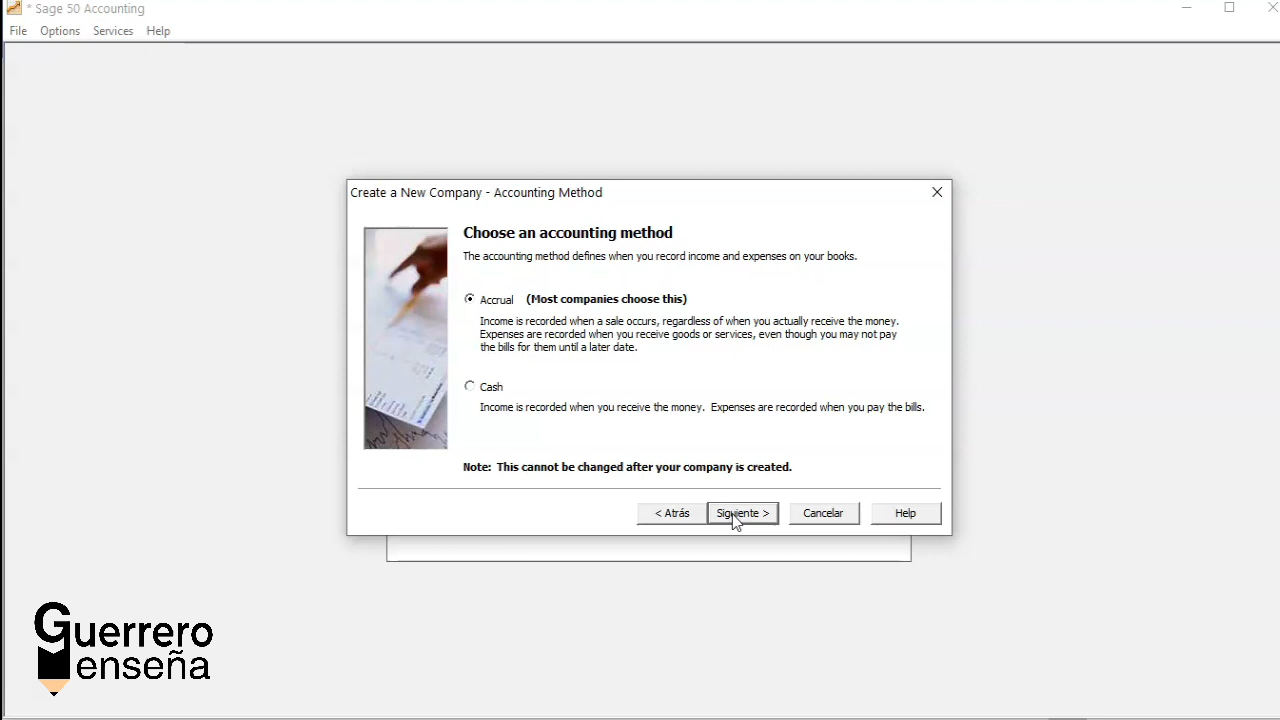 * Sage 50 Accounting
File Options Services Help
Create a New Company - Accounting Method
Choose an accounting method
The accounting method defines when you record income and expenses on your books.
Accrual (Most companies choose this)
Income is recorded when a sale occurs, regardless of when you actually receive the money.
Expenses are recorded when you receive goods or services, even though you may not pay
the bills for them until a later date.
Cash
Income is recorded when you receive the money. Expenses are recorded when you pay the bills.
Note: This cannot be changed after your company is created.
< Atrás Siguiente > Cancelar Help
Guerrero
enseña